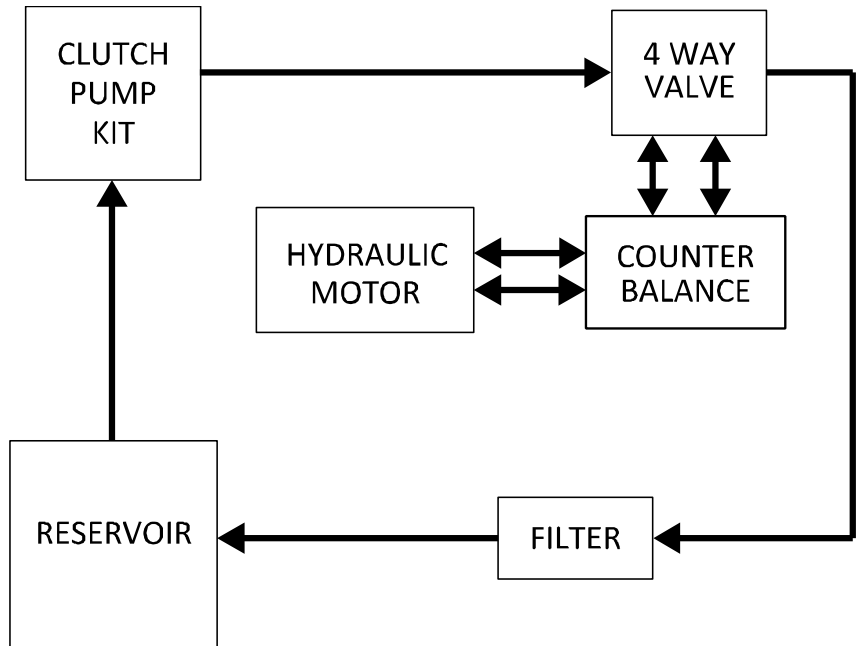 CLUTCH
PUMP
KIT
4 WAY
VALVE
HYDRAULIC
MOTOR
COUNTER
BALANCE
RESERVOIR
FILTER